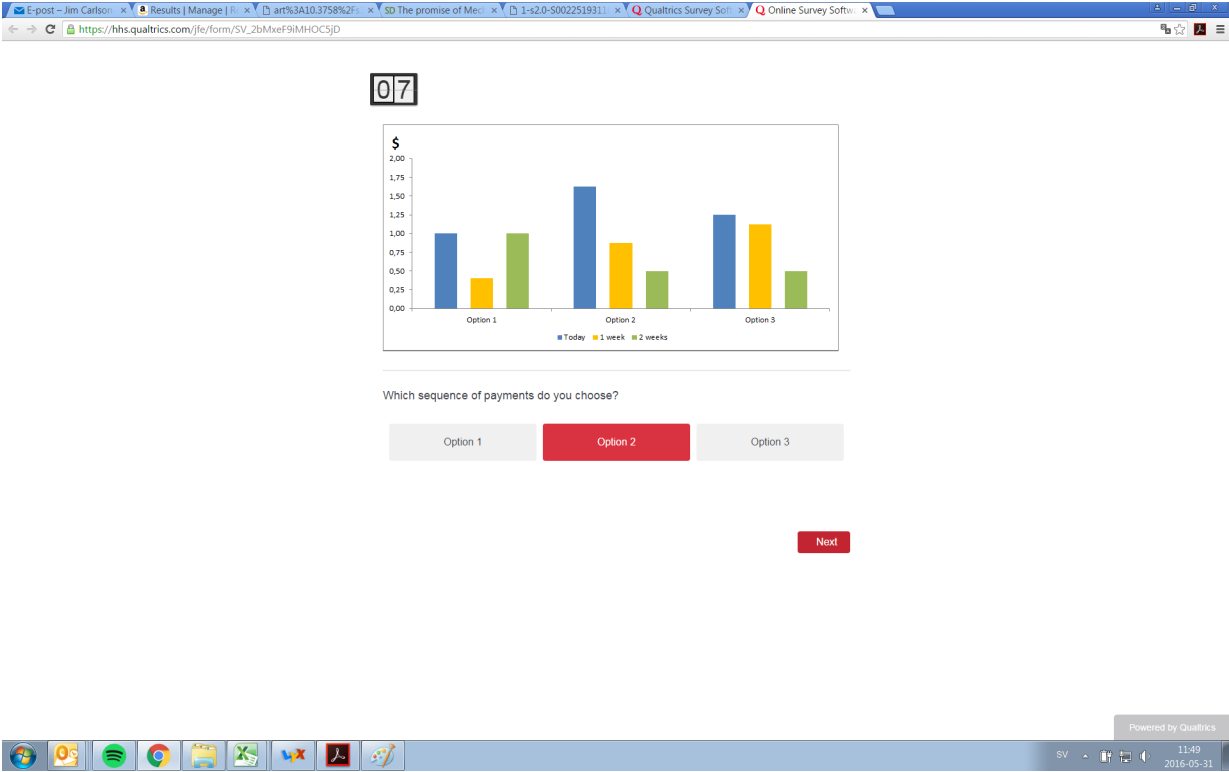 E-post – Jim Carlson
Results | Manage | R
art%3A10.3758%2Fs
SD The promise of Mecl
1-s2.0-S002251931
Qualtrics Survey Soft
Online Survey Softw
https://hhs.qualtrics.com/jfe/form/SV_2bMxeF9iMHOC5jD
07
$
2,00
1,75
1,50
1,25
1,00
0,75
0,50
0,25
0,00
Option 1 Option 2 Option 3
Today 1 week 2 weeks
Which sequence of payments do you choose?
Option 1 Option 2 Option 3
Next
Powered by Qualtrics
SV 11:49
2016-05-31